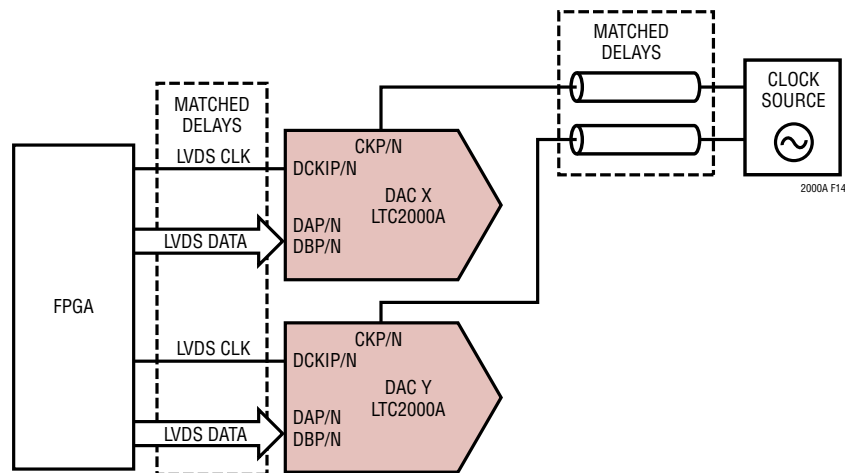 MATCHED
DELAYS
CLOCK
SOURCE
2000A F14
MATCHED
DELAYS
LVDS CLK
CKP/N
DCKIP/N
DAC X
LTC2000A
DAP/N
DBP/N
LVDS DATA
FPGA
LVDS CLK
CKP/N
DCKIP/N
DAC Y
LTC2000A
DAP/N
DBP/N
LVDS DATA